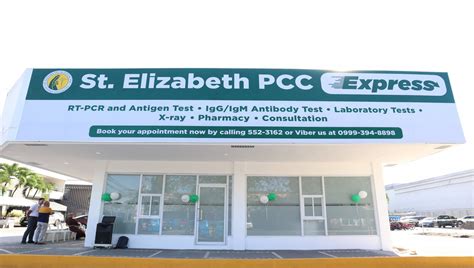 St. Elizabeth PCC Express
RT-PCR and Antigen Test • IgG/IgM Antibody Test • Laboratory Tests •
X-ray • Pharmacy • Consultation
Book your appointment now by calling 552-3162 or Viber us at 0999-394-8898